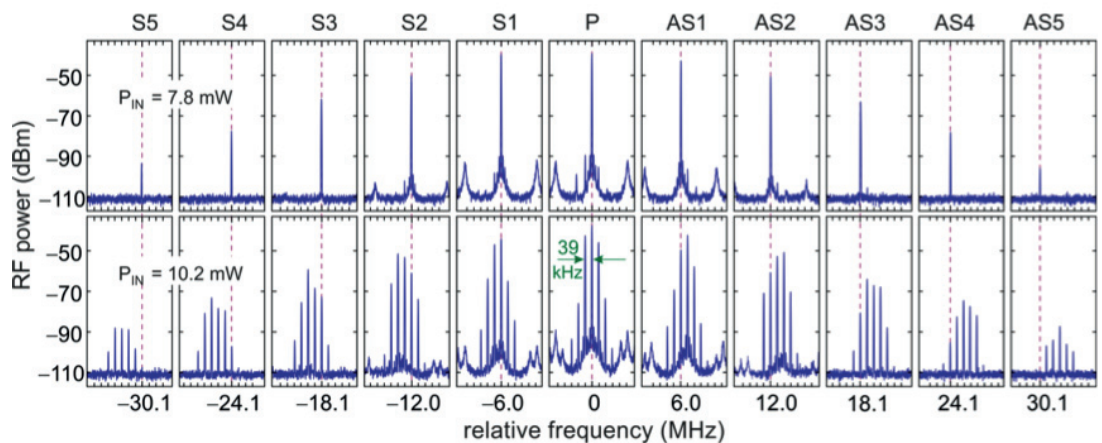 S5 S4 S3 S2 S1 P AS1 AS2 AS3 AS4 AS5
RF power (dBm)
−50
−70
−90
−110
P_IN = 7.8 mW
−50
−70
−90
−110
P_IN = 10.2 mW
39
kHz
−30.1 −24.1 −18.1 −12.0 −6.0 0 6.0 12.0 18.1 24.1 30.1
relative frequency (MHz)